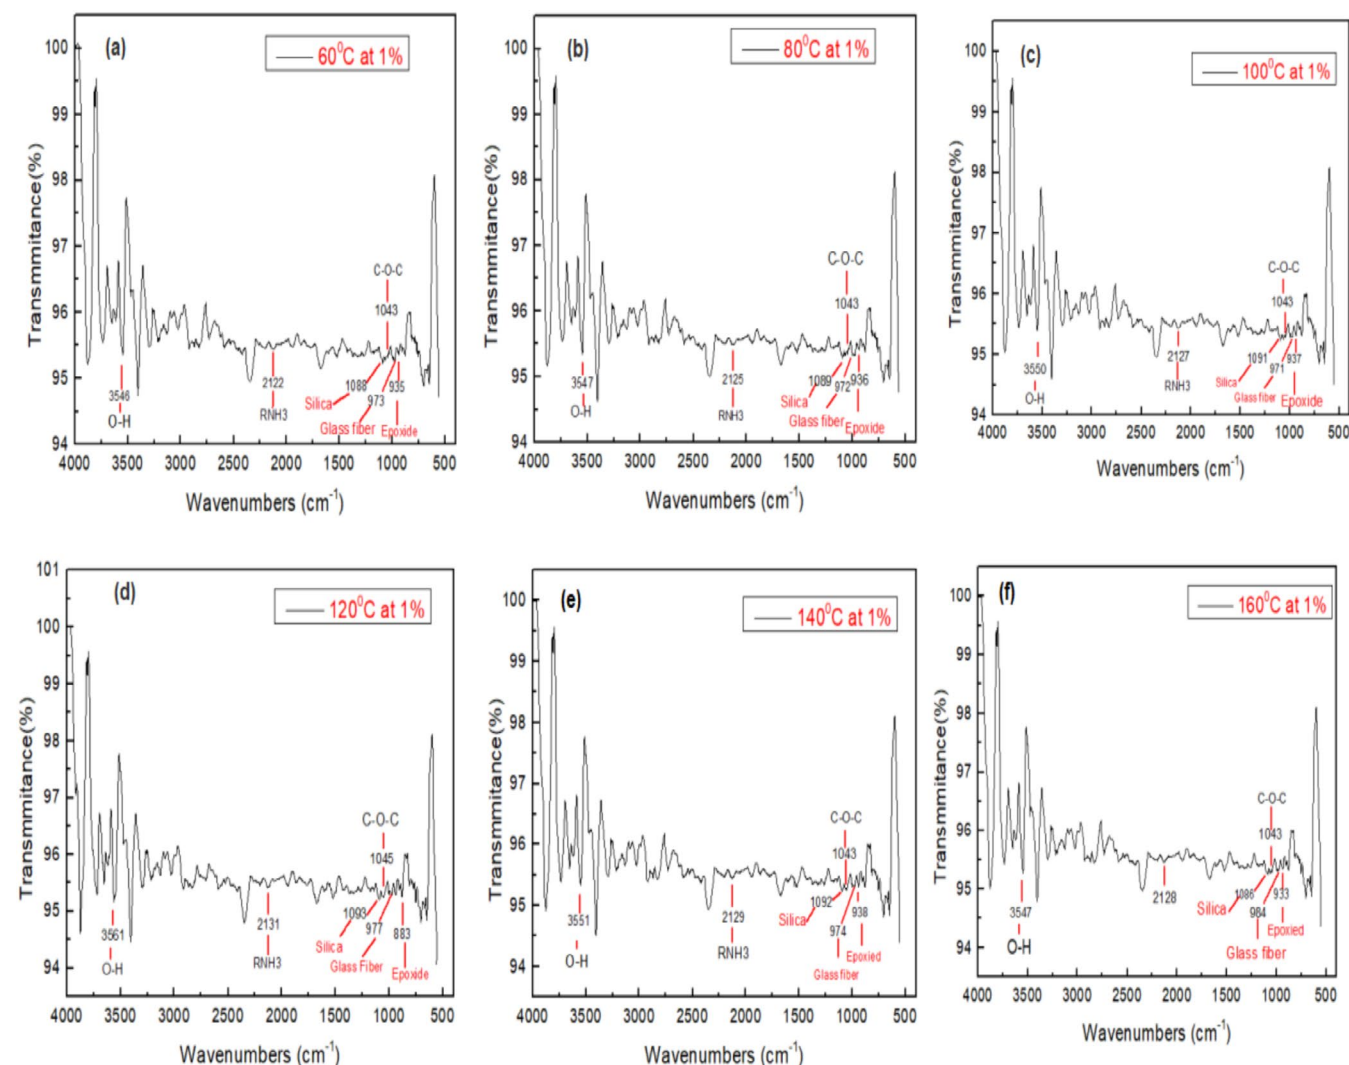 (a)
60⁰C at 1%
100
99
98
97
96
95
94
Transmmitance(%)
C-O-C
1043
3546
O-H
2122
RNH3
1088
Silica
973
Glass fiber
935
Epoxide
4000 3500 3000 2500 2000 1500 1000 500
Wavenumbers (cm⁻¹)
(b)
80⁰C at 1%
100
99
98
97
96
95
94
Transmmitance(%)
C-O-C
1043
3547
O-H
2125
RNH3
1089
Silica
972
Glass fiber
936
Epoxide
4000 3500 3000 2500 2000 1500 1000 500
Wavenumbers (cm⁻¹)
(c)
100⁰C at 1%
100
99
98
97
96
95
94
Transmmitance(%)
C-O-C
1043
3550
O-H
2127
RNH3
1091
Silica
971
Glass fiber
937
Epoxide
4000 3500 3000 2500 2000 1500 1000 500
Wavenumbers (cm⁻¹)
(d)
120⁰C at 1%
101
100
99
98
97
96
95
94
Transmmitance(%)
C-O-C
1045
3561
O-H
2131
RNH3
1093
Silica
977
Glass Fiber
883
Epoxide
4000 3500 3000 2500 2000 1500 1000 500
Wavenumbers (cm⁻¹)
(e)
140⁰C at 1%
100
99
98
97
96
95
94
Transmmitance(%)
C-O-C
1043
3551
O-H
2129
RNH3
1092
Silica
974
Glass fiber
938
Epoxied
4000 3500 3000 2500 2000 1500 1000 500
Wavenumbers (cm⁻¹)
(f)
160⁰C at 1%
100
99
98
97
96
95
94
Transmmitance(%)
C-O-C
1043
3547
O-H
2128
1086
Silica
984
Glass fiber
933
Epoxied
4000 3500 3000 2500 2000 1500 1000 500
Wavenumbers (cm⁻¹)